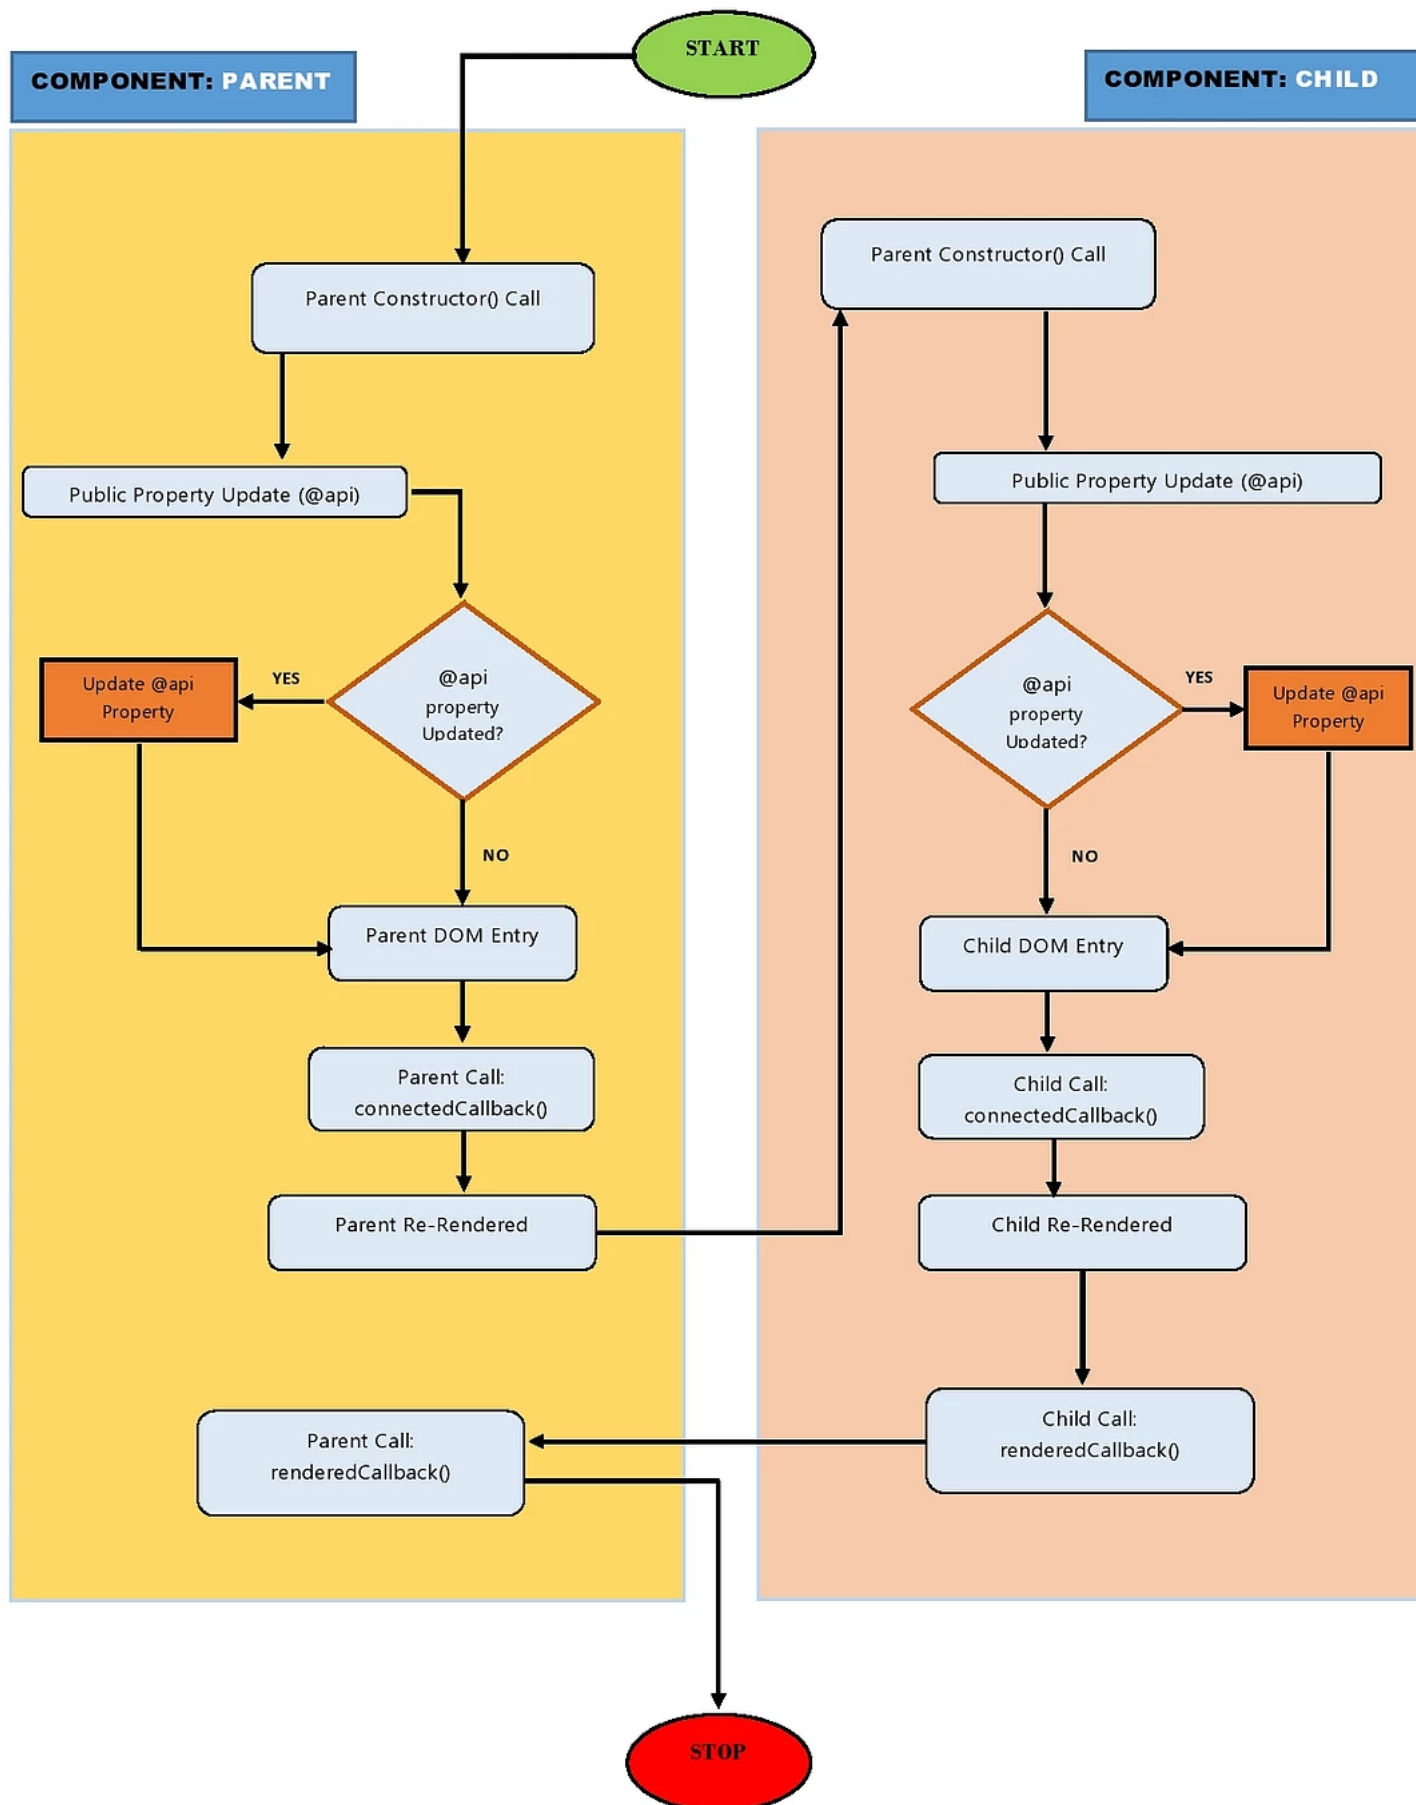 START
COMPONENT: PARENT
Parent Constructor() Call
Public Property Update (@api)
@api
property
Updated?
YES
Update @api
Property
NO
Parent DOM Entry
Parent Call:
connectedCallback()
Parent Re-Rendered
COMPONENT: CHILD
Parent Constructor() Call
Public Property Update (@api)
@api
property
Updated?
YES
Update @api
Property
NO
Child DOM Entry
Child Call:
connectedCallback()
Child Re-Rendered
Child Call:
renderedCallback()
Parent Call:
renderedCallback()
STOP